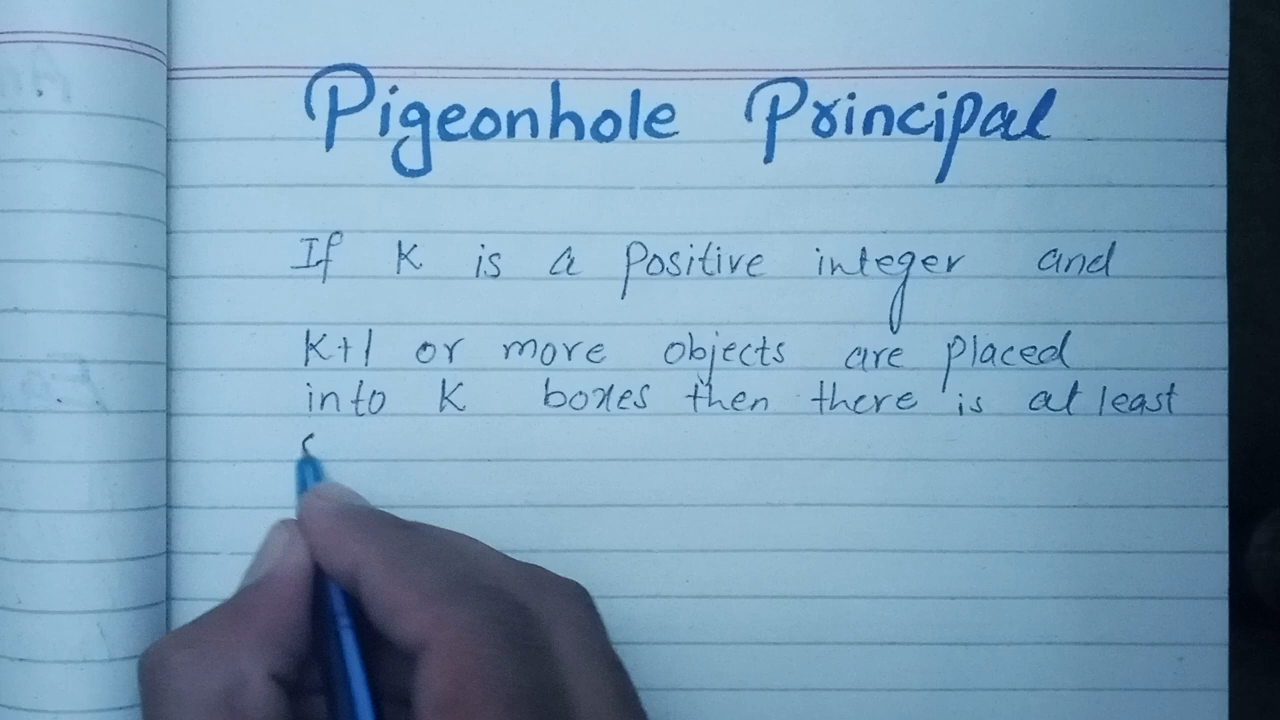 Pigeonhole Principal
If K is a positive integer and
K+1 or more objects are placed
into K boxes then there is at least